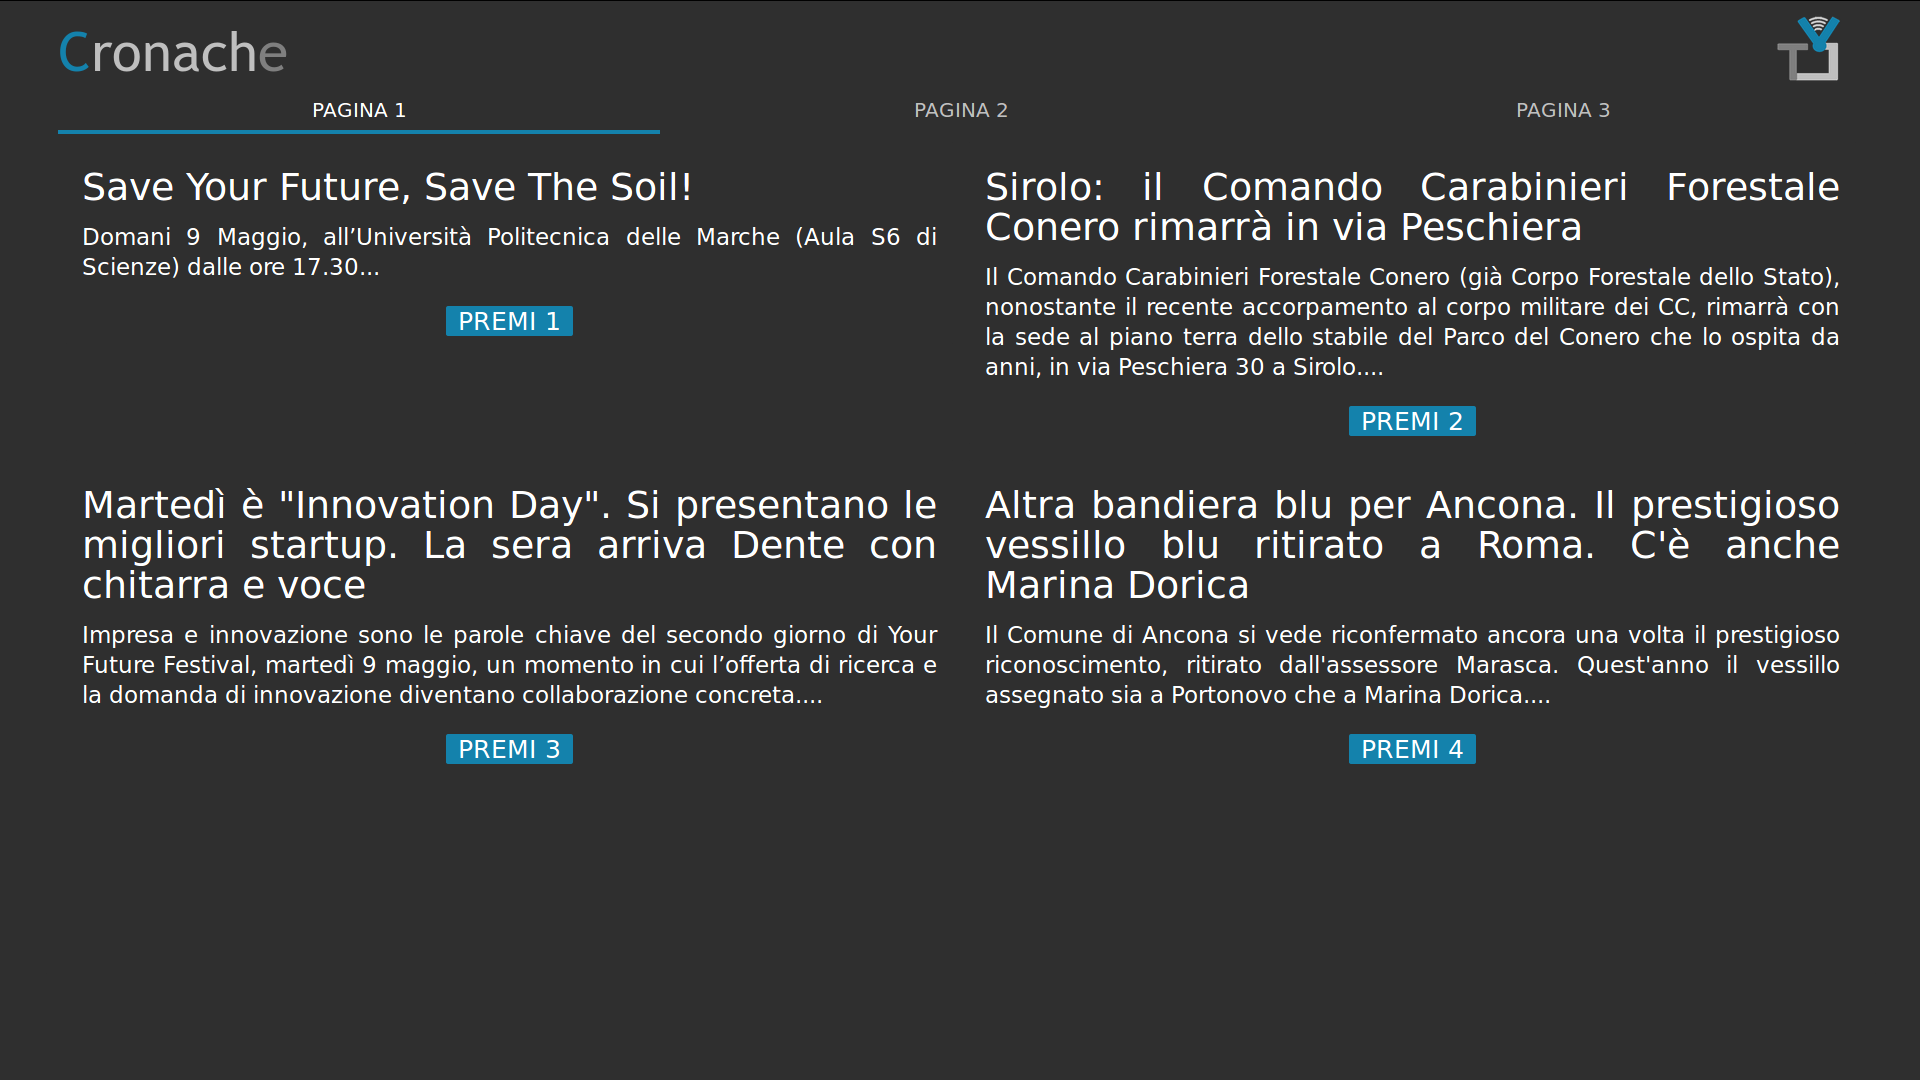 Cronache
PAGINA 1
PAGINA 2
PAGINA 3
Save Your Future, Save The Soil!
Domani 9 Maggio, all’Università Politecnica delle Marche (Aula S6 di
Scienze) dalle ore 17.30...
PREMI 1
Sirolo: il Comando Carabinieri Forestale
Conero rimarrà in via Peschiera
Il Comando Carabinieri Forestale Conero (già Corpo Forestale dello Stato),
nonostante il recente accorpamento al corpo militare dei CC, rimarrà con
la sede al piano terra dello stabile del Parco del Conero che lo ospita da
anni, in via Peschiera 30 a Sirolo....
PREMI 2
Martedì è "Innovation Day". Si presentano le
migliori startup. La sera arriva Dente con
chitarra e voce
Impresa e innovazione sono le parole chiave del secondo giorno di Your
Future Festival, martedì 9 maggio, un momento in cui l’offerta di ricerca e
la domanda di innovazione diventano collaborazione concreta....
PREMI 3
Altra bandiera blu per Ancona. Il prestigioso
vessillo blu ritirato a Roma. C'è anche
Marina Dorica
Il Comune di Ancona si vede riconfermato ancora una volta il prestigioso
riconoscimento, ritirato dall'assessore Marasca. Quest'anno il vessillo
assegnato sia a Portonovo che a Marina Dorica....
PREMI 4